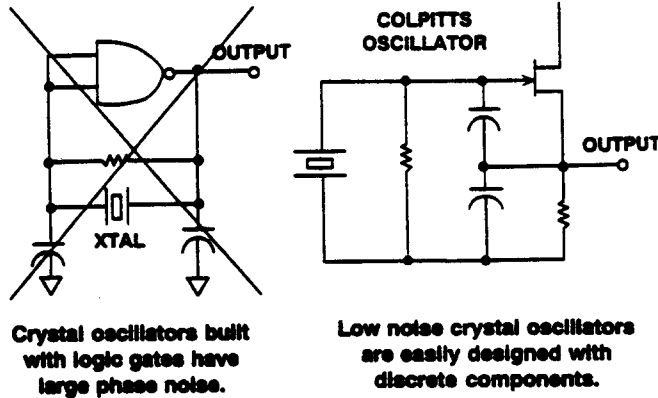 OUTPUT
XTAL
Crystal oscillators built
with logic gates have
large phase noise.
COLPITTS
OSCILLATOR
OUTPUT
Low noise crystal oscillators
are easily designed with
discrete components.